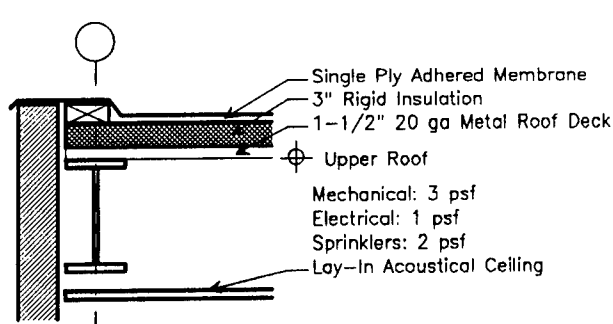 Single Ply Adhered Membrane
3" Rigid Insulation
1-1/2" 20 ga Metal Roof Deck
Upper Roof
Mechanical: 3 psf
Electrical: 1 psf
Sprinklers: 2 psf
Lay-In Acoustical Ceiling